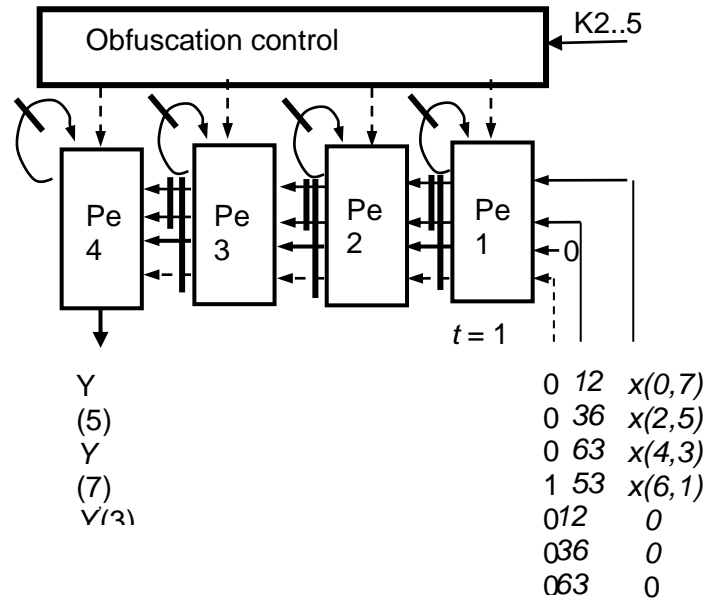 K2..5
Obfuscation control
Pe 4
Pe 3
Pe 2
Pe 1
0
t = 1
Y
(5)
Y
(7)
Y(3)
0 12 x(0,7)
0 36 x(2,5)
0 63 x(4,3)
1 53 x(6,1)
012 0
036 0
063 0